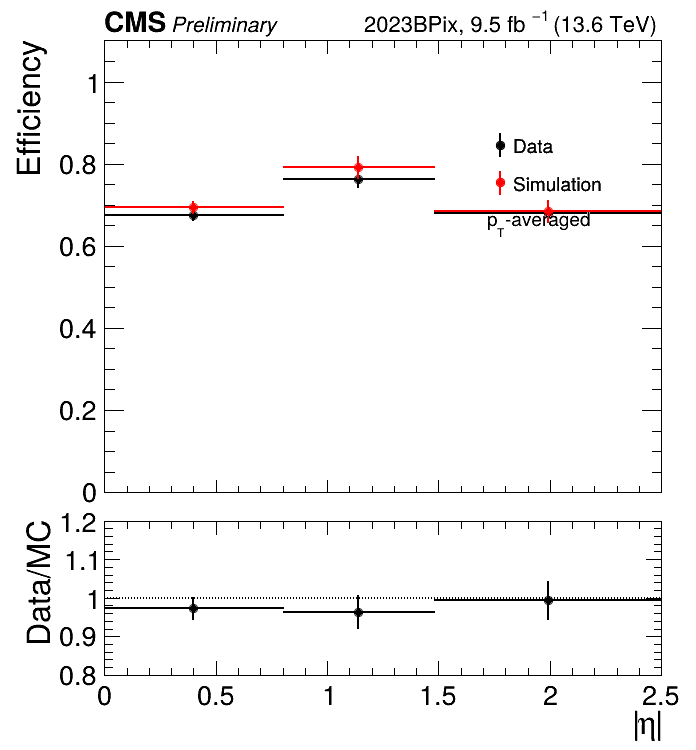 CMS Preliminary 2023BPix, 9.5 fb⁻¹ (13.6 TeV)
Efficiency
1
0.8
0.6
0.4
0.2
0
Data
Simulation
p_T-averaged
Data/MC
1.2
1.1
1
0.9
0.8
0 0.5 1 1.5 2 2.5
|η|